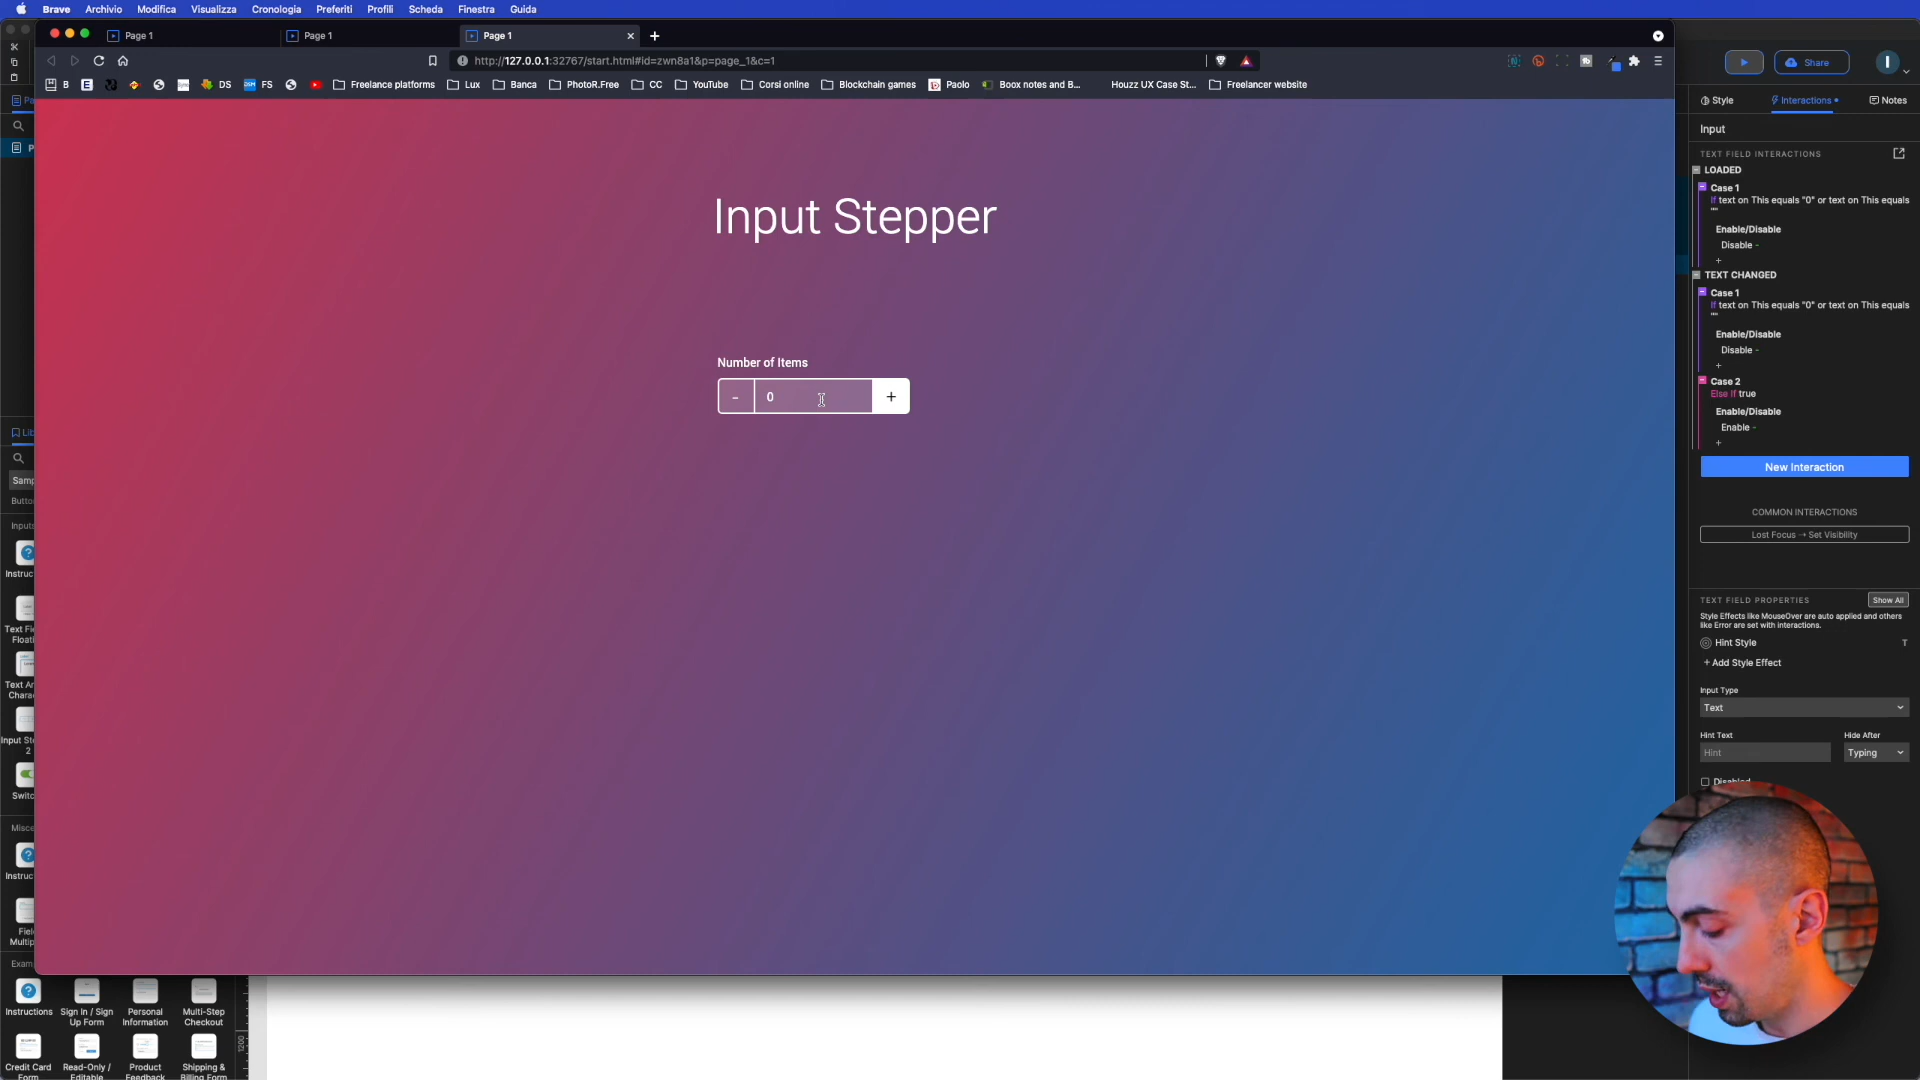 Brave Archivio Modifica Visualizza Cronologia Preferiti Profili Scheda Finestra Guida
Page 1 Page 1 Page 1
http://127.0.0.1:32767/start.html#id=zwn8a1&p=page_1&c=1
B DS FS Freelance platforms Lux Banca PhotoR.Free CC YouTube Corsi online Blockchain games Paolo Boox notes and B... Houzz UX Case St... Freelancer website
Share
Style Interactions Notes
Input
TEXT FIELD INTERACTIONS
LOADED
Case 1
If text on This equals "0" or text on This equals
""
Enable/Disable
Disable -
+
TEXT CHANGED
Case 1
If text on This equals "0" or text on This equals
""
Enable/Disable
Disable -
+
Case 2
Else If true
Enable/Disable
Enable -
+
New Interaction
COMMON INTERACTIONS
Lost Focus → Set Visibility
TEXT FIELD PROPERTIES Show All
Style Effects like MouseOver are auto applied and others
like Error are set with interactions.
Hint Style
+ Add Style Effect
Input Type
Text
Hint Text Hide After
Hint Typing
Input Stepper
Number of Items
- 0 +
Instructions Sign In / Sign Up Form Personal Information Multi-Step Checkout
Credit Card Form Read-Only / Editable Product Feedback Shipping & Billing Form
1200